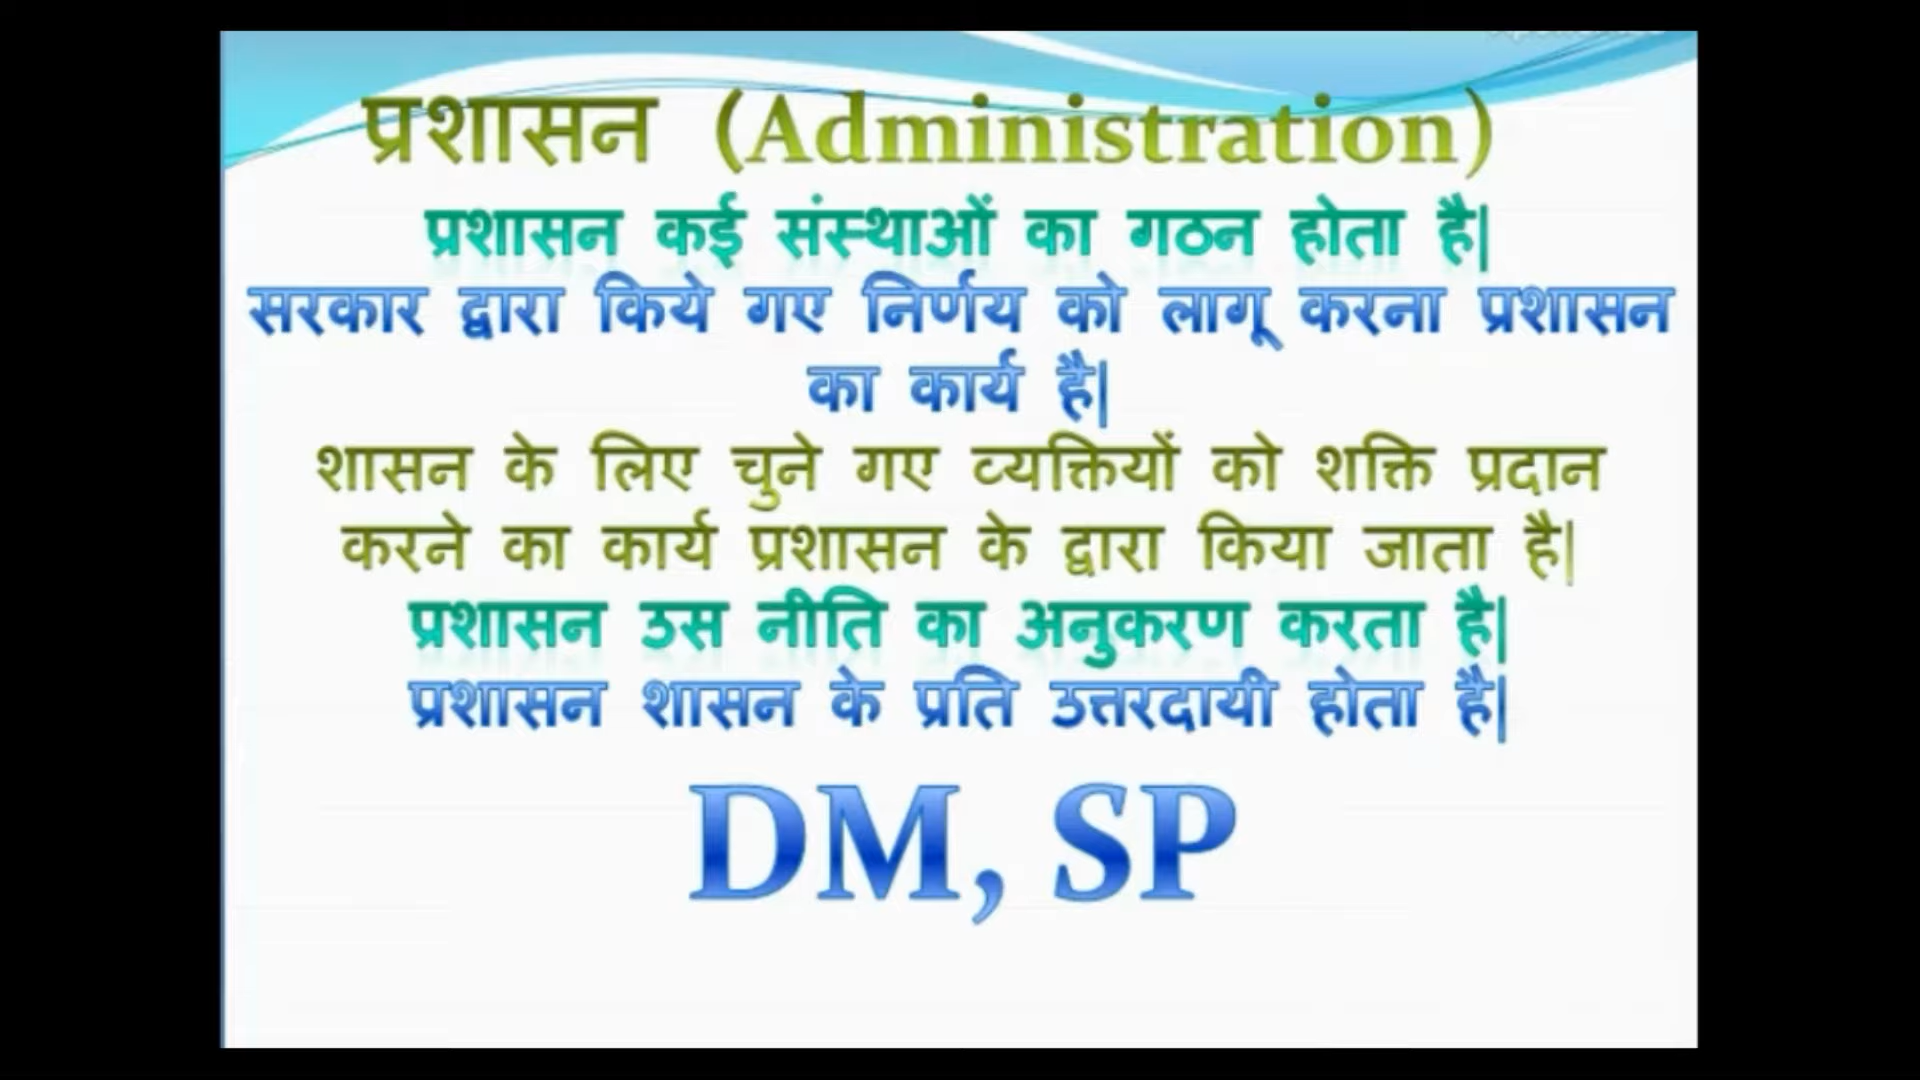 प्रशासन (Administration)
प्रशासन कई संस्थाओं का गठन होता है|
सरकार द्वारा किये गए निर्णय को लागू करना प्रशासन
का कार्य है|
शासन के लिए चुने गए व्यक्तियों को शक्ति प्रदान
करने का कार्य प्रशासन के द्वारा किया जाता है|
प्रशासन उस नीति का अनुकरण करता है|
प्रशासन शासन के प्रति उत्तरदायी होता है|
DM, SP